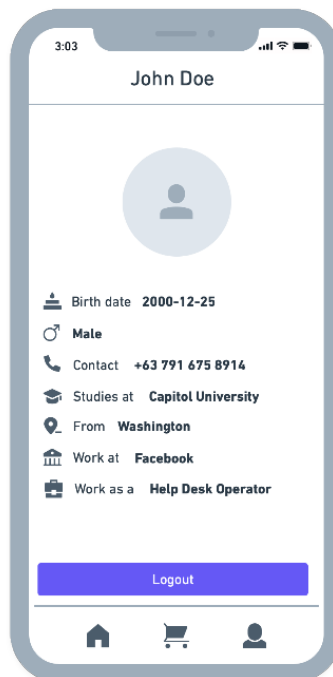 3:03
John Doe
Birth date 2000-12-25
Male
Contact +63 791 675 8914
Studies at Capitol University
From Washington
Work at Facebook
Work as a Help Desk Operator
Logout